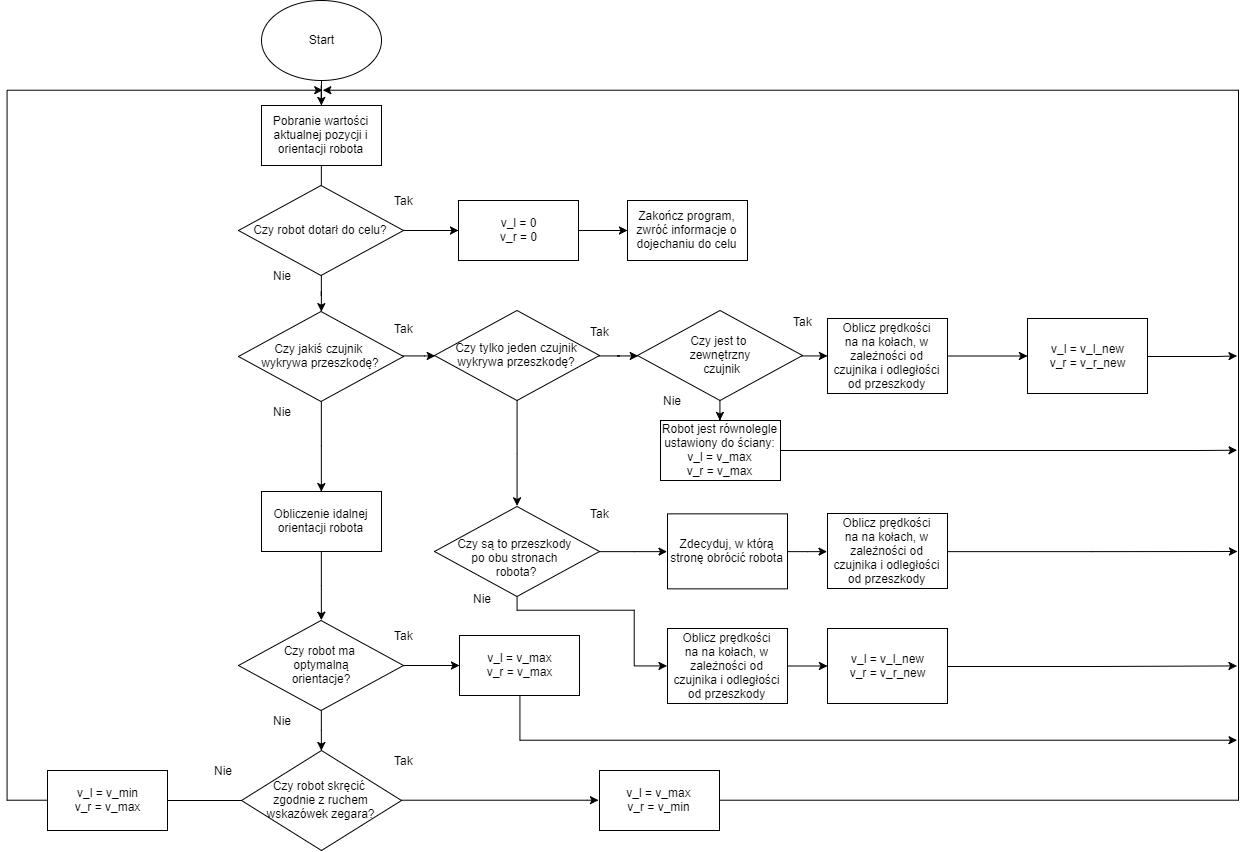 Start
Pobranie wartości
aktualnej pozycji i
orientacji robota
Tak
Czy robot dotarł do celu?
v_l = 0
v_r = 0
Zakończ program,
zwróć informacje o
dojechaniu do celu
Nie
Czy jakiś czujnik
wykrywa przeszkodę?
Tak
Czy tylko jeden czujnik
wykrywa przeszkodę?
Tak
Czy jest to
zewnętrzny
czujnik
Tak
Oblicz prędkości
na na kołach, w
zależności od
czujnika i odległości
od przeszkody
v_l = v_l_new
v_r = v_r_new
Nie
Nie
Robot jest równolegle
ustawiony do ściany:
v_l = v_max
v_r = v_max
Obliczenie idalnej
orientacji robota
Czy są to przeszkody
po obu stronach
robota?
Tak
Zdecyduj, w którą
stronę obrócić robota
Oblicz prędkości
na na kołach, w
zależności od
czujnika i odległości
od przeszkody
Nie
Oblicz prędkości
na na kołach, w
zależności od
czujnika i odległości
od przeszkody
v_l = v_l_new
v_r = v_r_new
Czy robot ma
optymalną
orientacje?
Tak
v_l = v_max
v_r = v_max
Nie
Czy robot skręcić
zgodnie z ruchem
wskazówek zegara?
Nie
v_l = v_min
v_r = v_max
Tak
v_l = v_max
v_r = v_min